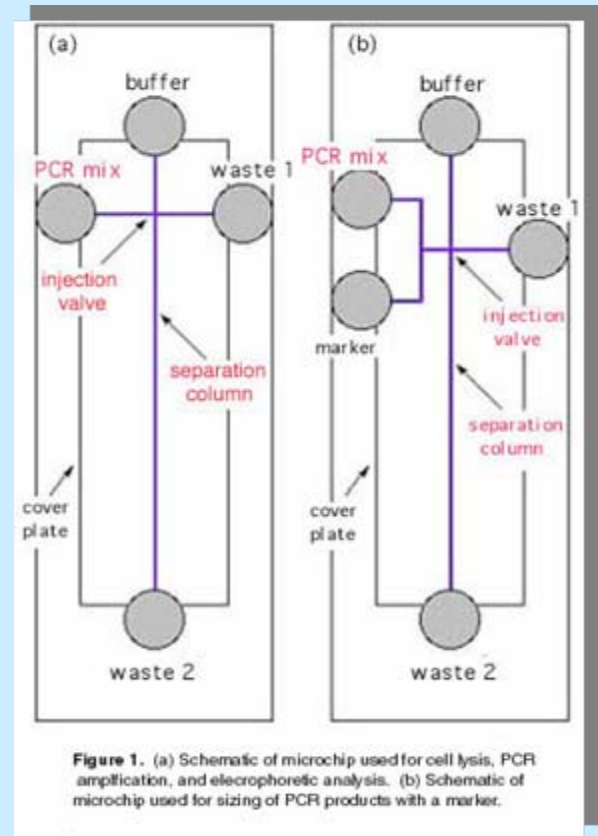 (a)
buffer
PCR mix
waste 1
injection
valve
separation
column
cover
plate
waste 2
(b)
buffer
PCR mix
waste 1
marker
injection
valve
separation
column
cover
plate
waste 2
Figure 1. (a) Schematic of microchip used for cell lysis, PCR
amplfication, and elecrophoretic analysis. (b) Schematic of
microchip used for sizing of PCR products with a marker.